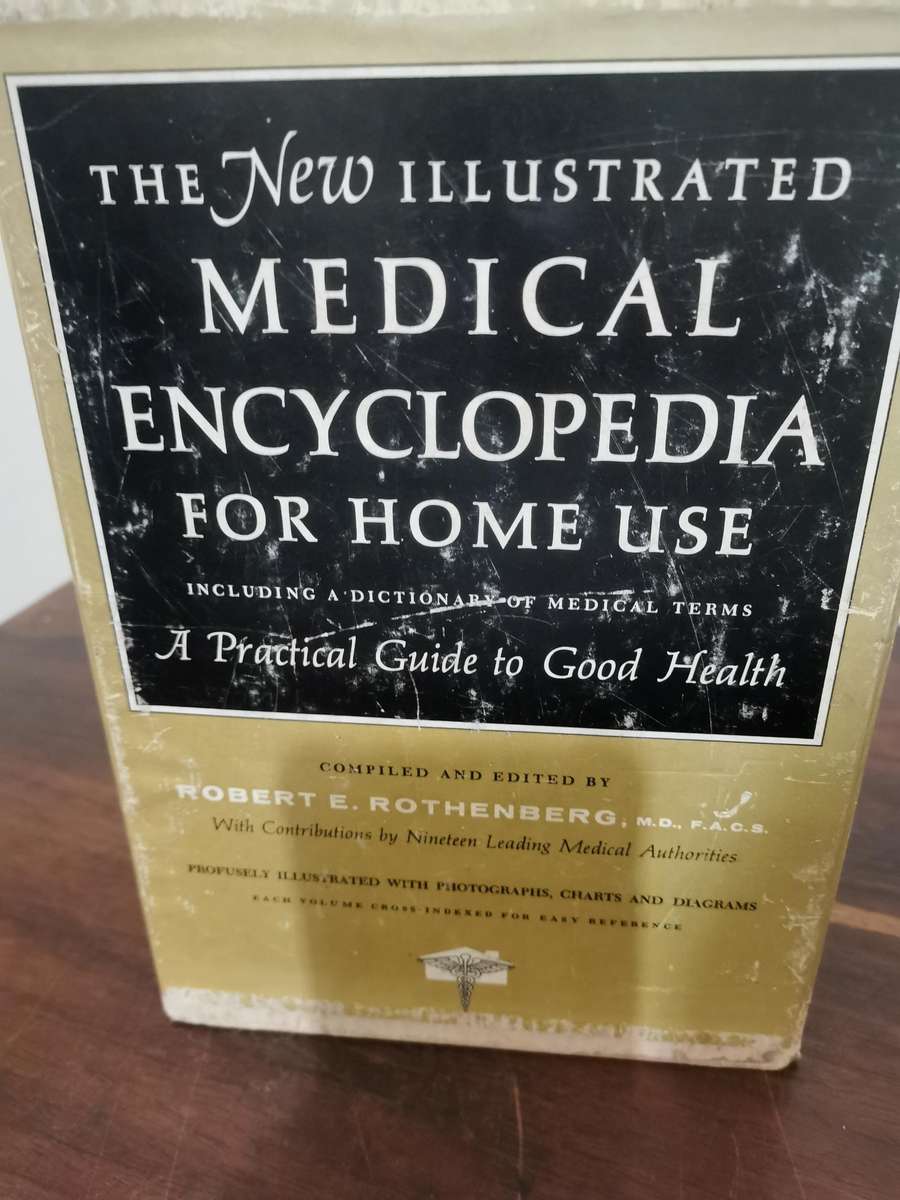 THE New ILLUSTRATED
MEDICAL
ENCYCLOPEDIA
FOR HOME USE
INCLUDING A DICTIONARY OF MEDICAL TERMS
A Practical Guide to Good Health
COMPILED AND EDITED BY
ROBERT E. ROTHENBERG, M.D., F.A.C.S.
With Contributions by Nineteen Leading Medical Authorities
PROFUSELY ILLUSTRATED WITH PHOTOGRAPHS, CHARTS AND DIAGRAMS
EACH VOLUME CROSS-INDEXED FOR EASY REFERENCE